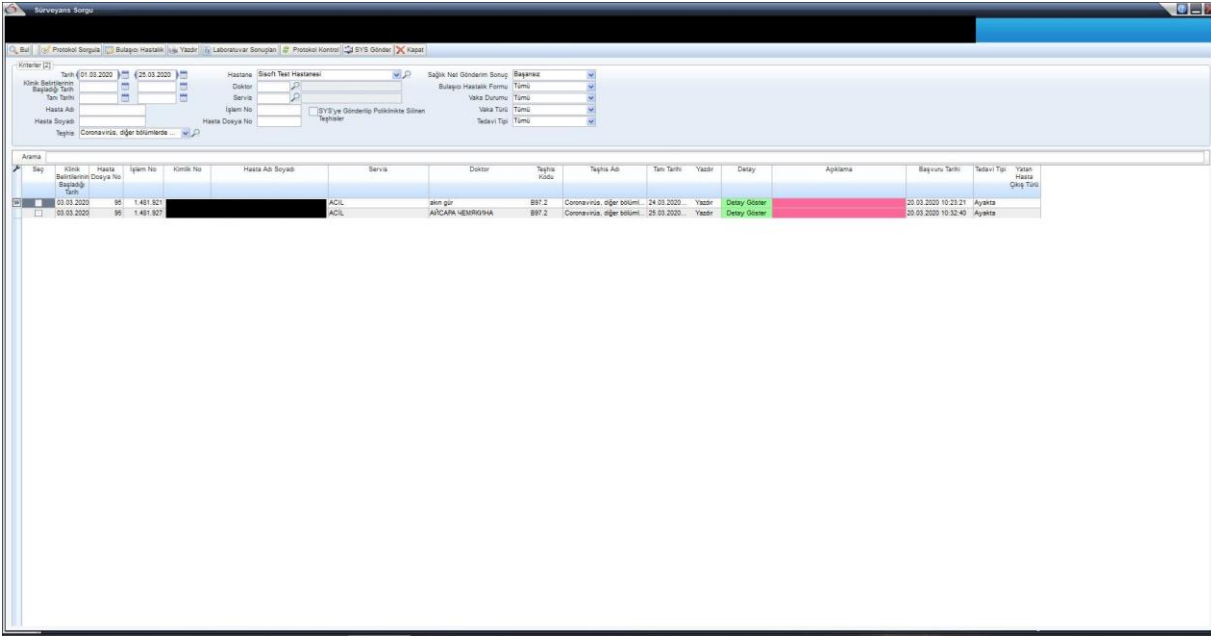 Sürveyans Sorgu
Bul Protokol Sorgula Bulaşıcı Hastalık Yazdır Laboratuvar Sonuçları Protokol Kontrol SYS Gönder Kapat
Kriterler [2]
Tarih 01.03.2020 25.03.2020 Hastane Sisoft Test Hastanesi Sağlık Net Gönderim Sonuç Başarısız
Klinik Belirtilerinin Başladığı Tarih Doktor Bulaşıcı Hastalık Formu Tümü
Tanı Tarihi Servis Vaka Durumu Tümü
Hasta Adı İşlem No SYS'ye Gönderilip Poliklinikte Silinen Teşhisler Vaka Türü Tümü
Hasta Soyadı Hasta Dosya No Tedavi Tipi Tümü
Teşhis Coronavirüs, diğer bölümlerde ...
Arama
Seç Klinik Belirtilerinin Başladığı Tarih Hasta Dosya No İşlem No Kimlik No Hasta Adı Soyadı Servis Doktor Teşhis Kodu Teşhis Adı Tanı Tarihi Yazdır Detay Açıklama Başvuru Tarihi Tedavi Tipi Yatan Hasta Çıkış Türü
03.03.2020 95 1.481.921 ACİL akın gür B97.2 Coronavirüs, diğer bölüml... 24.03.2020... Yazdır Detay Göster 20.03.2020 10:23:21 Ayakta
03.03.2020 95 1.481.927 ACİL АЙСАРА ЧЕМЯКИНА B97.2 Coronavirüs, diğer bölüml... 25.03.2020... Yazdır Detay Göster 20.03.2020 10:32:40 Ayakta